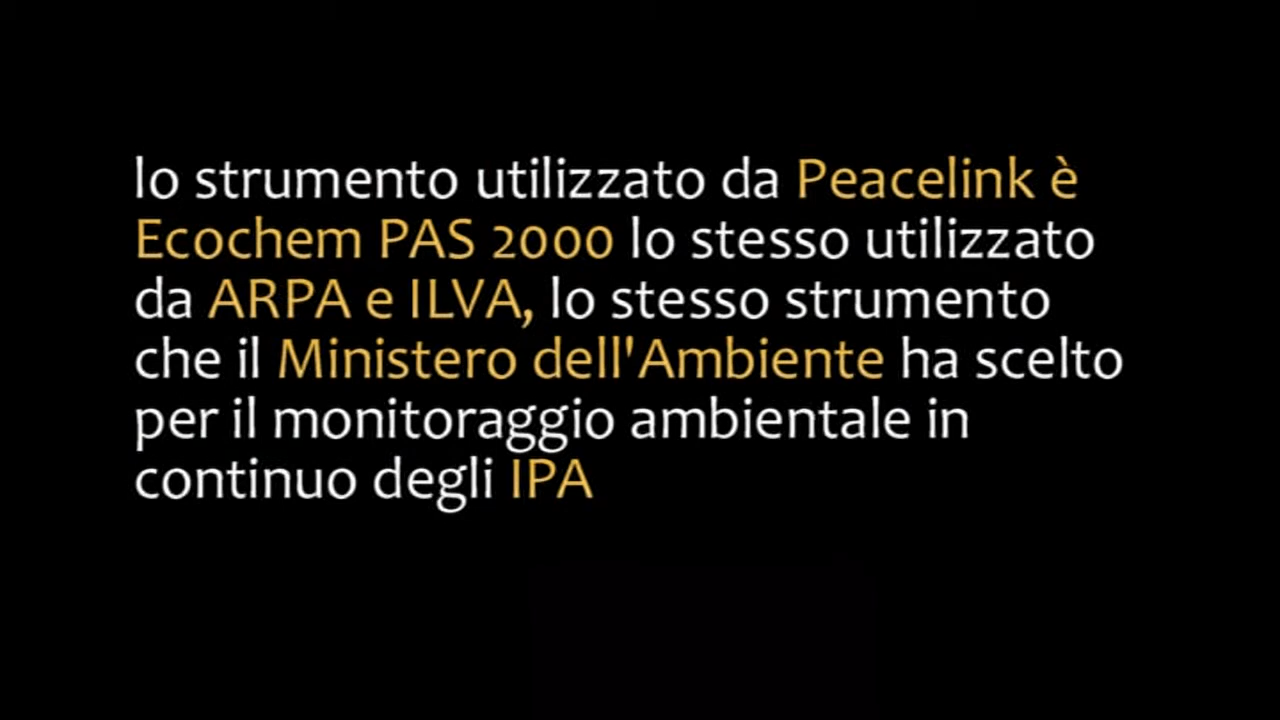 lo strumento utilizzato da Peacelink è
Ecochem PAS 2000 lo stesso utilizzato
da ARPA e ILVA, lo stesso strumento
che il Ministero dell'Ambiente ha scelto
per il monitoraggio ambientale in
continuo degli IPA